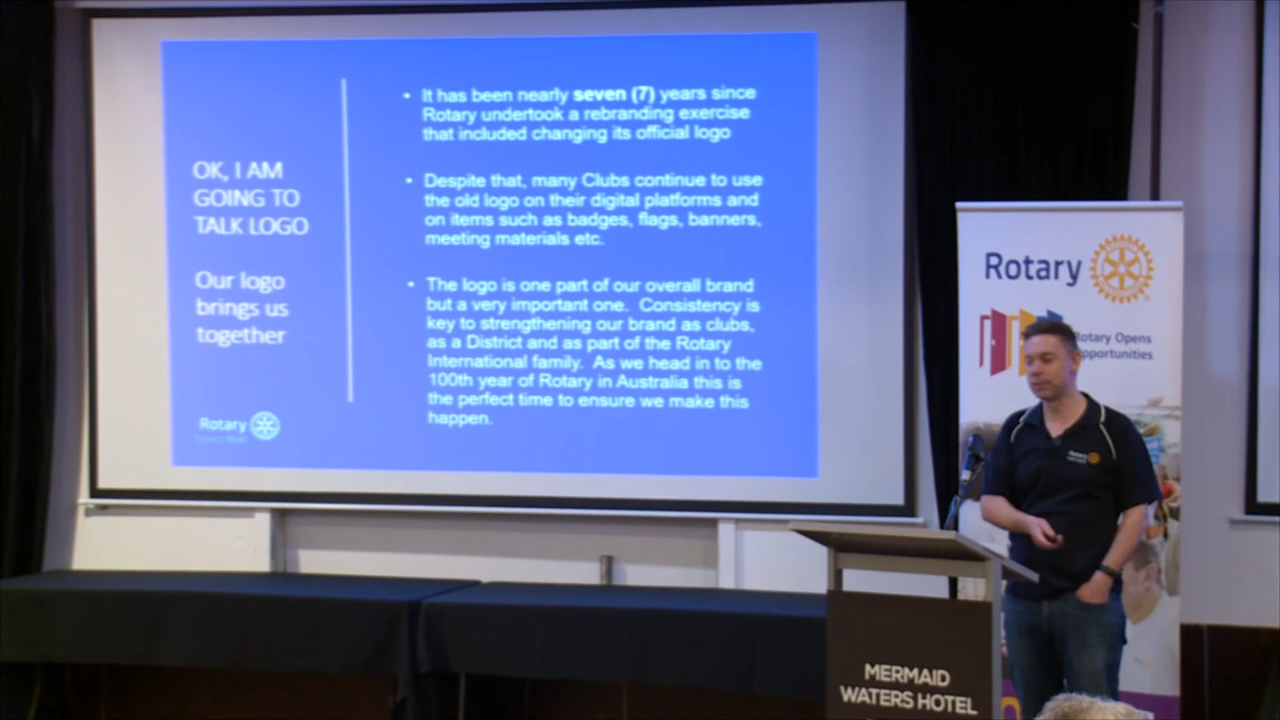 OK, I AM
GOING TO
TALK LOGO
Our logo
brings us
together
Rotary
• It has been nearly seven (7) years since
Rotary undertook a rebranding exercise
that included changing its official logo
• Despite that, many Clubs continue to use
the old logo on their digital platforms and
on items such as badges, flags, banners,
meeting materials etc.
• The logo is one part of our overall brand
but a very important one. Consistency is
key to strengthening our brand as clubs,
as a District and as part of the Rotary
International family. As we head in to the
100th year of Rotary in Australia this is
the perfect time to ensure we make this
happen.
Rotary
Rotary Opens
Opportunities
Rotary
MERMAID
WATERS HOTEL